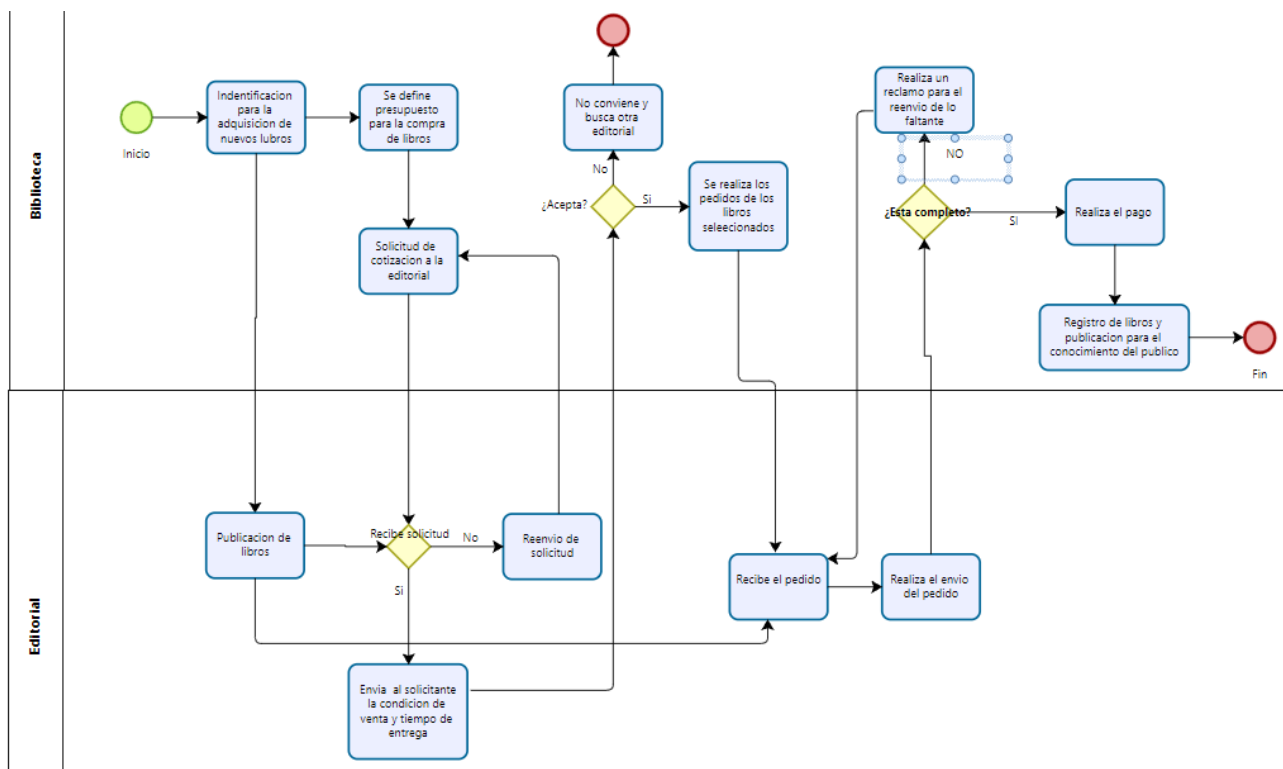 Biblioteca
Inicio
Indentificacion
para la
adquisicion de
nuevos lubros
Se define
presupuesto
para la compra
de libros
Solicitud de
cotizacion a la
editorial
No conviene y
busca otra
editorial
No
¿Acepta?
Si
Se realiza los
pedidos de los
libros
seleecionados
Realiza un
reclamo para el
reenvio de lo
faltante
NO
¿Esta completo?
SI
Realiza el pago
Registro de libros y
publicacion para el
conocimiento del publico
Fin
Editorial
Publicacion de
libros
Recibe solicitud
No
Reenvio de
solicitud
Si
Envia al solicitante
la condicion de
venta y tiempo de
entrega
Recibe el pedido
Realiza el envio
del pedido